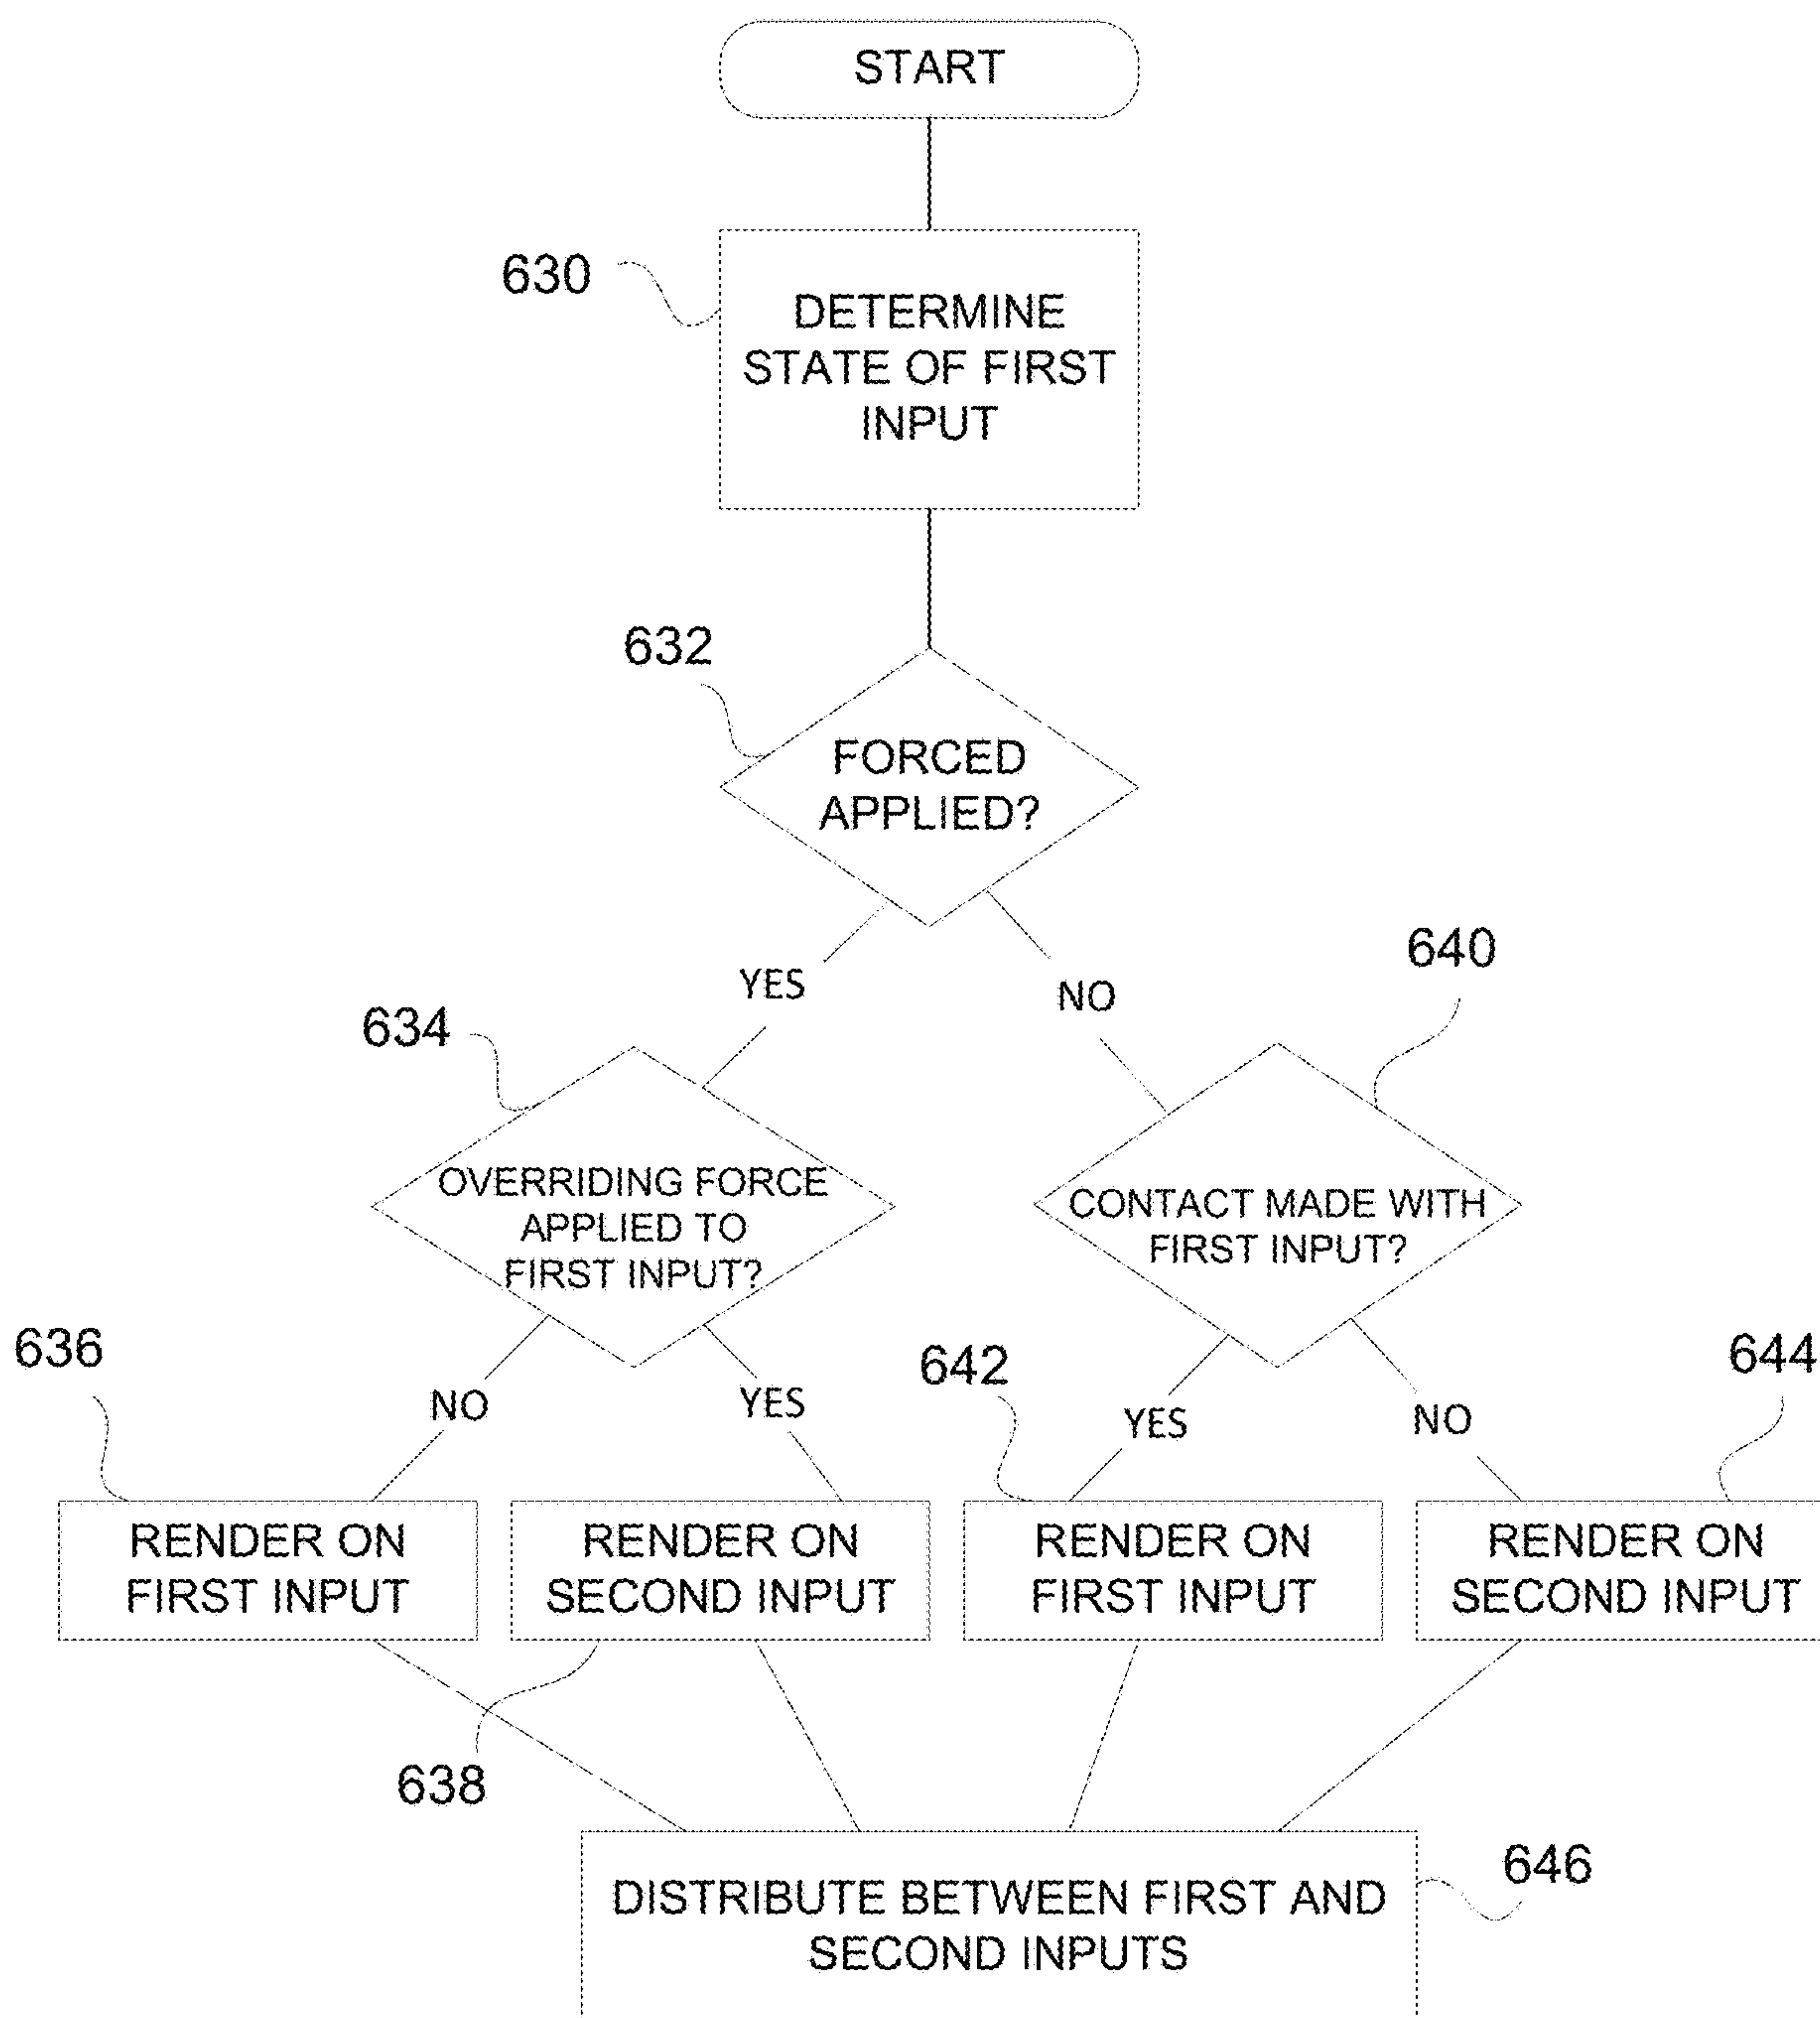 START
630
DETERMINE
STATE OF FIRST
INPUT
632
FORCED
APPLIED?
YES
NO
640
634
OVERRIDING FORCE
APPLIED TO
FIRST INPUT?
CONTACT MADE WITH
FIRST INPUT?
636
NO
YES
642
YES
NO
644
RENDER ON
FIRST INPUT
RENDER ON
SECOND INPUT
RENDER ON
FIRST INPUT
RENDER ON
SECOND INPUT
638
DISTRIBUTE BETWEEN FIRST AND
SECOND INPUTS
646